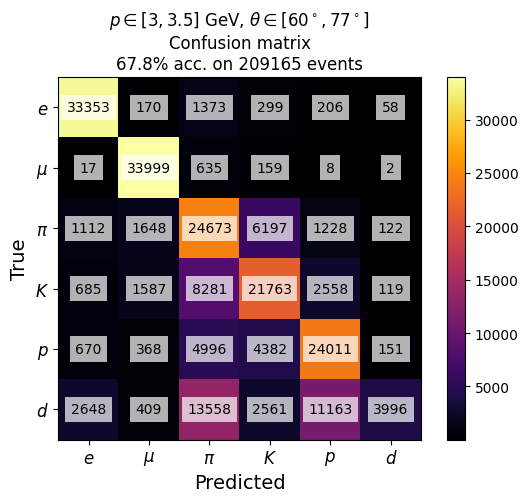 p ∈ [3, 3.5] GeV, θ ∈ [60°, 77°]
Confusion matrix
67.8% acc. on 209165 events
e 33353 170 1373 299 206 58
μ 17 33999 635 159 8 2
π 1112 1648 24673 6197 1228 122
K 685 1587 8281 21763 2558 119
p 670 368 4996 4382 24011 151
d 2648 409 13558 2561 11163 3996
e μ π K p d
True
Predicted
30000
25000
20000
15000
10000
5000